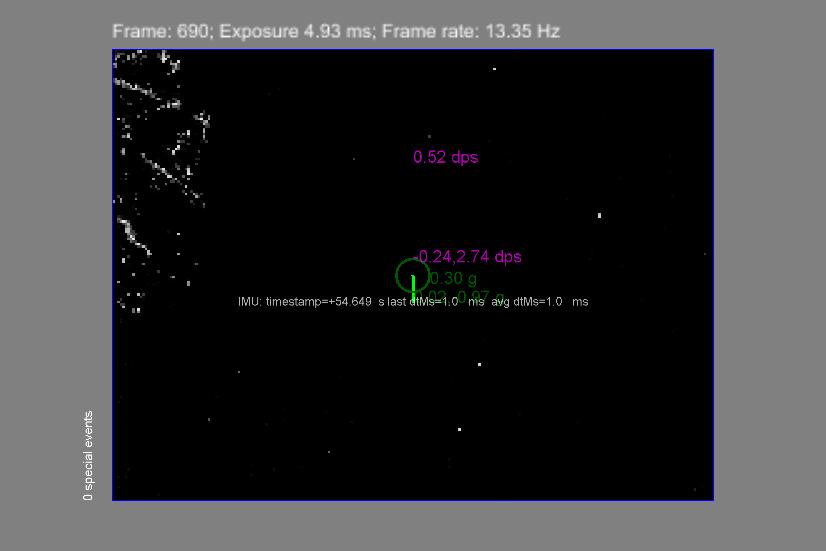 Frame: 690; Exposure 4.93 ms; Frame rate: 13.35 Hz
0.52 dps
-0.24,2.74 dps
0.30 g
IMU: timestamp=+54.649 s last dtMs=1.0 ms avg dtMs=1.0 ms
0 special events